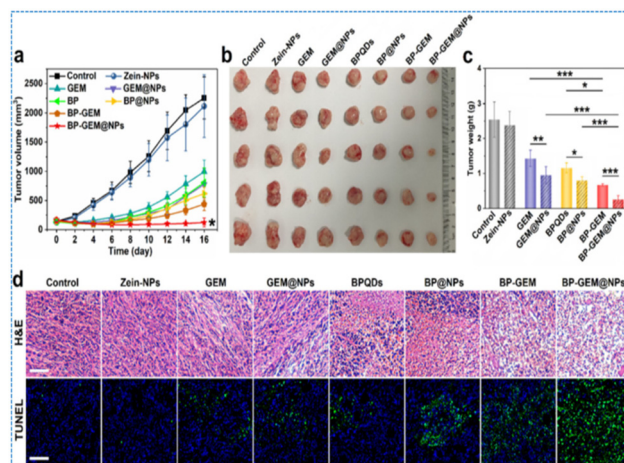 a
Control
Zein-NPs
GEM
GEM@NPs
BP
BP@NPs
BP-GEM
BP-GEM@NPs
Tumor volume (mm³)
2500
2000
1500
1000
500
0
0 2 4 6 8 10 12 14 16
*
Time (day)
b
Control
Zein-NPs
GEM
GEM@NPs
BPQDs
BP@NPs
BP-GEM
BP-GEM@NPs
c
Tumor weight (g)
4
3
2
1
0
***
*
***
***
**
*
***
Control
Zein-NPs
GEM
GEM@NPs
BPQDs
BP@NPs
BP-GEM
BP-GEM@NPs
d
Control Zein-NPs GEM GEM@NPs BPQDs BP@NPs BP-GEM BP-GEM@NPs
H&E
TUNEL